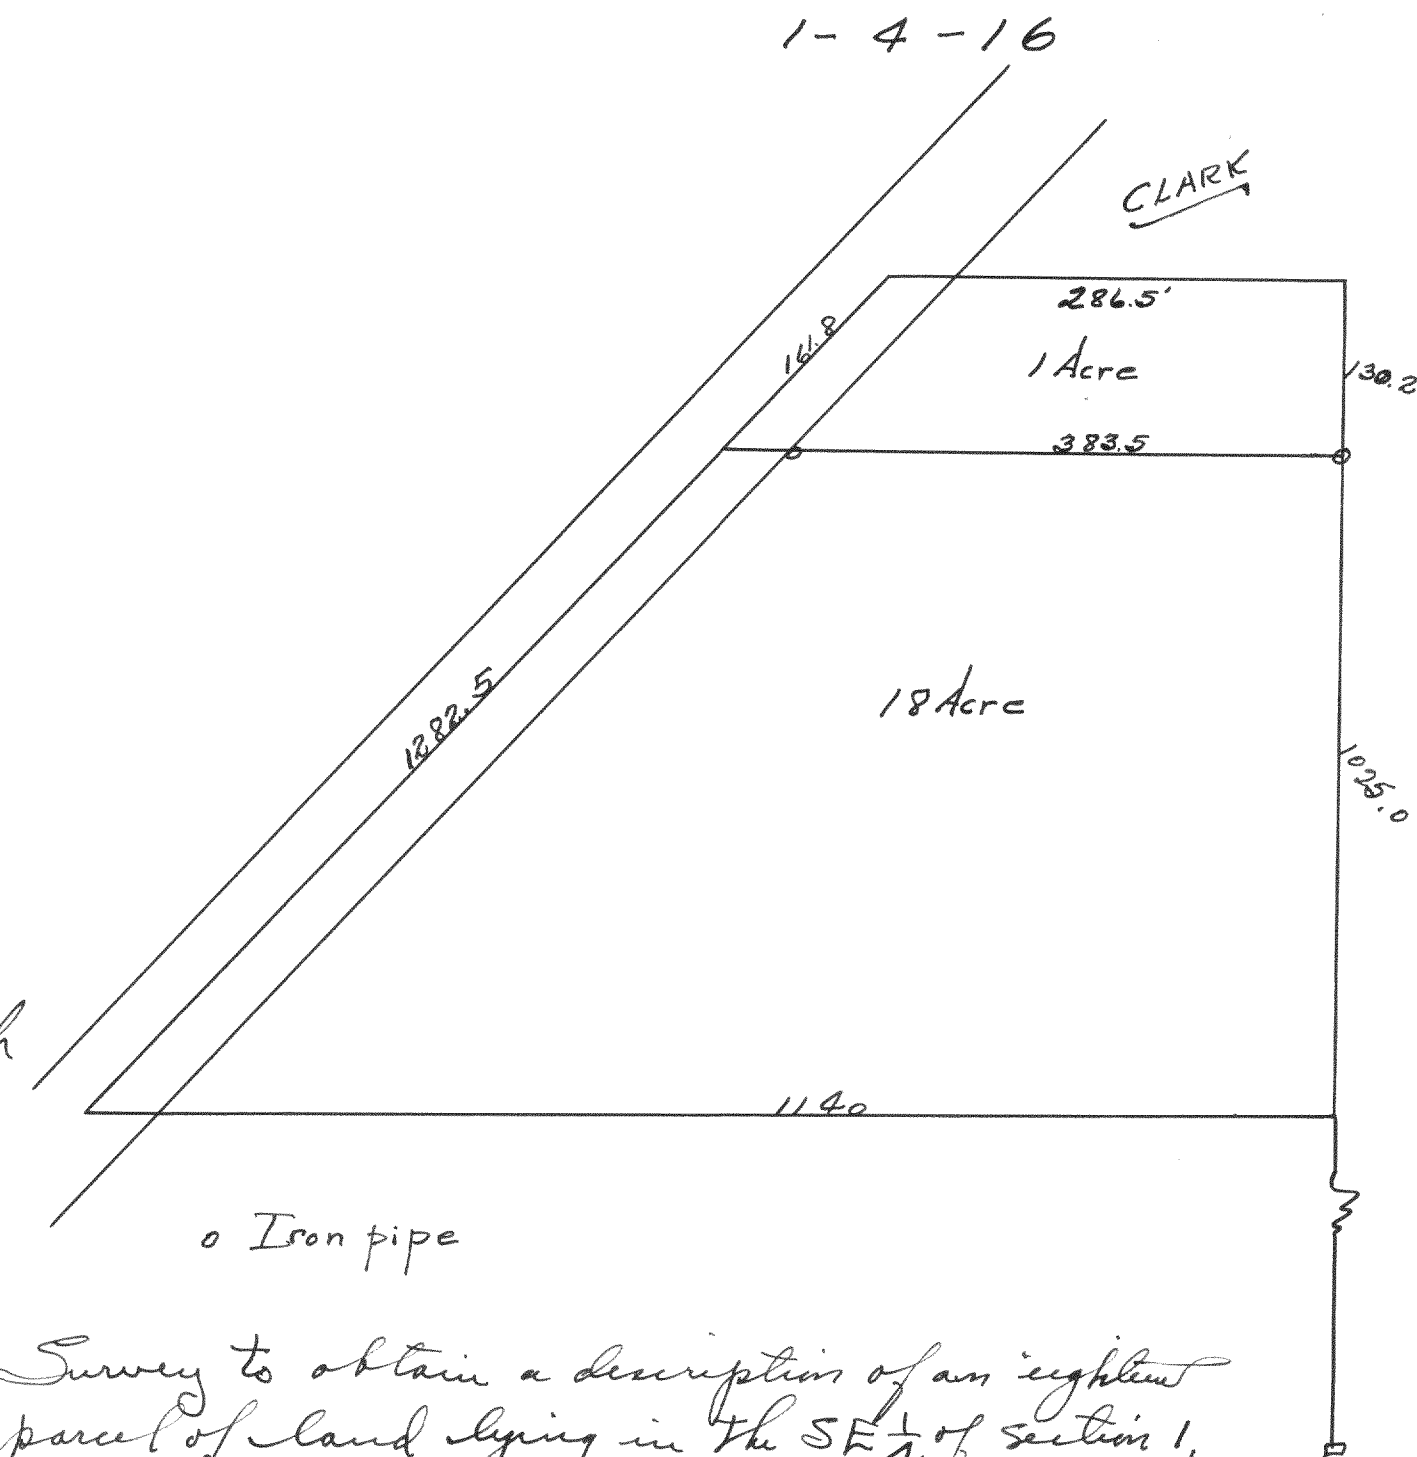 1 - 4 - 16
CLARK
286.5'
161.8
1 Acre
130.2
383.5
1282.5
18 Acre
1025.0
h
1140
o Iron pipe
Survey to obtain a description of an eighteen
parcel of land lying in the SE 1/4 of section 1,